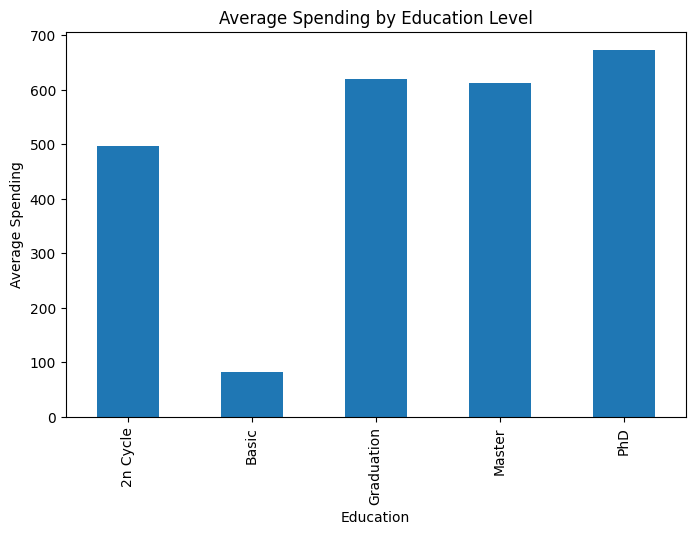 Average Spending by Education Level
Average Spending
700
600
500
400
300
200
100
0
2n Cycle
Basic
Graduation
Master
PhD
Education